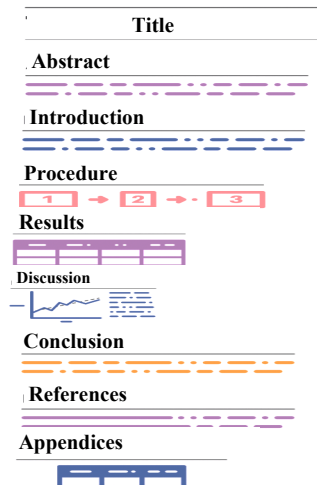 Title
Abstract
Introduction
Procedure
1 2 3
Results
Discussion
Conclusion
References
Appendices